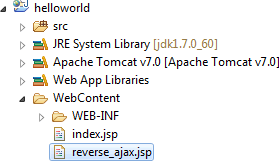 helloworld
src
JRE System Library [jdk1.7.0_60]
Apache Tomcat v7.0 [Apache Tomcat v7.0]
Web App Libraries
WebContent
WEB-INF
index.jsp
reverse_ajax.jsp